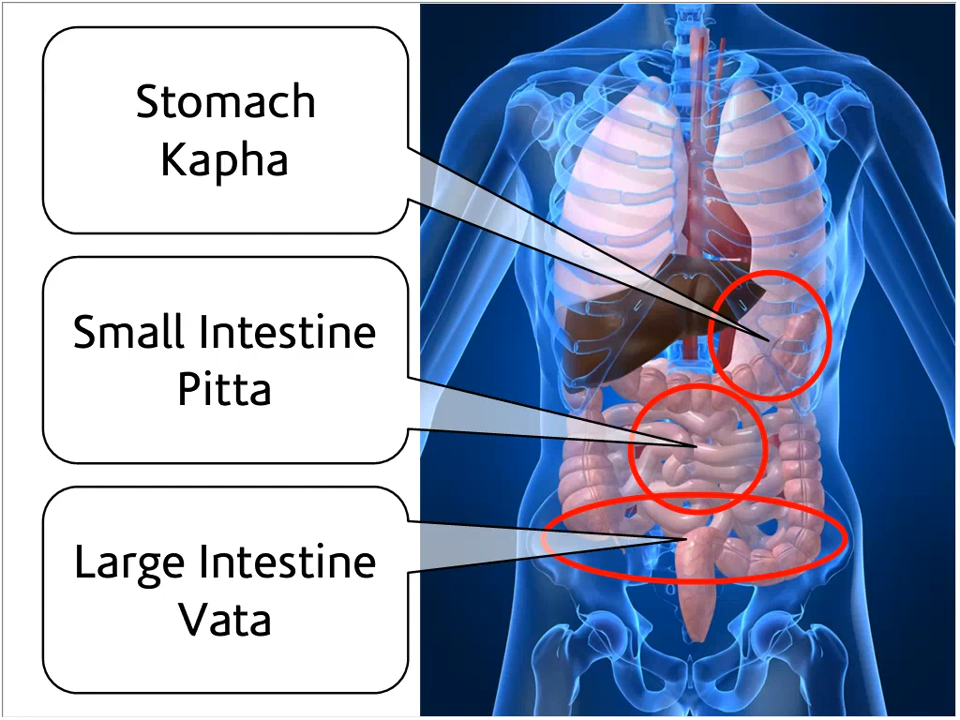 Stomach
Kapha
Small Intestine
Pitta
Large Intestine
Vata